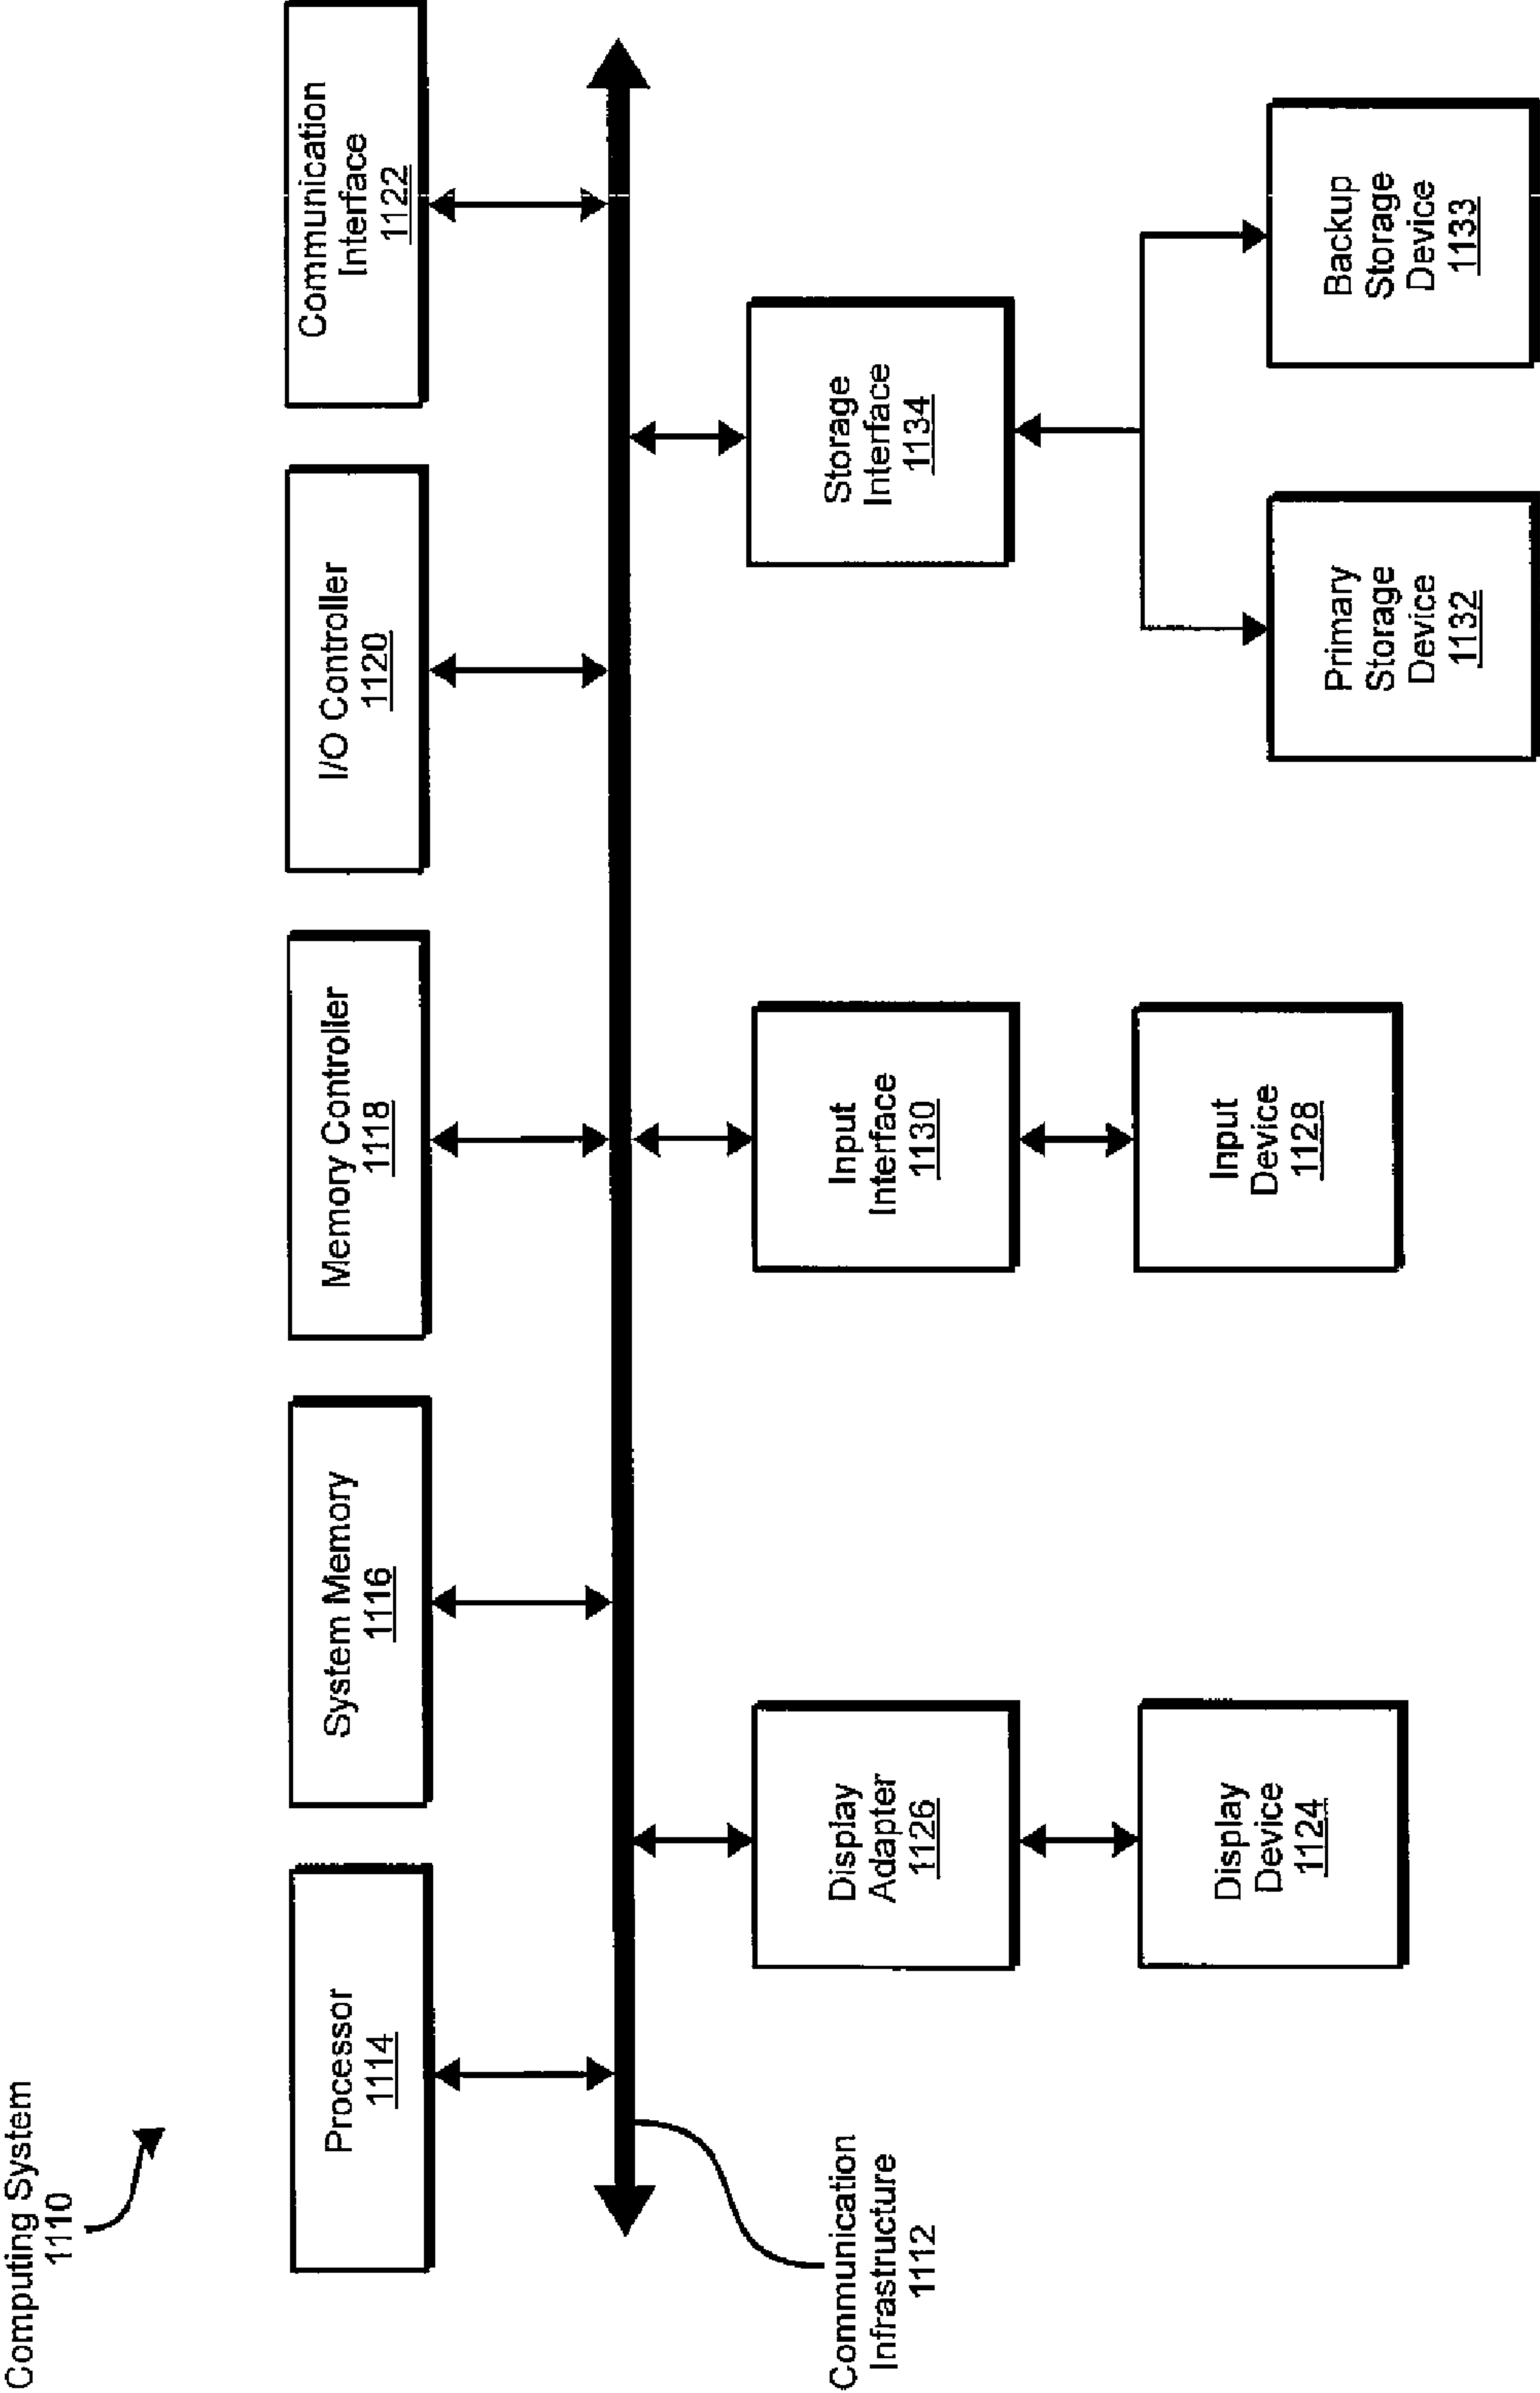 Computing System
1110
Processor
1114
System Memory
1116
Memory Controller
1118
I/O Controller
1120
Communication
Interface
1122
Communication
Infrastructure
1112
Display
Adapter
1126
Input
Interface
1130
Storage
Interface
1134
Display
Device
1124
Input
Device
1128
Primary
Storage
Device
1132
Backup
Storage
Device
1133